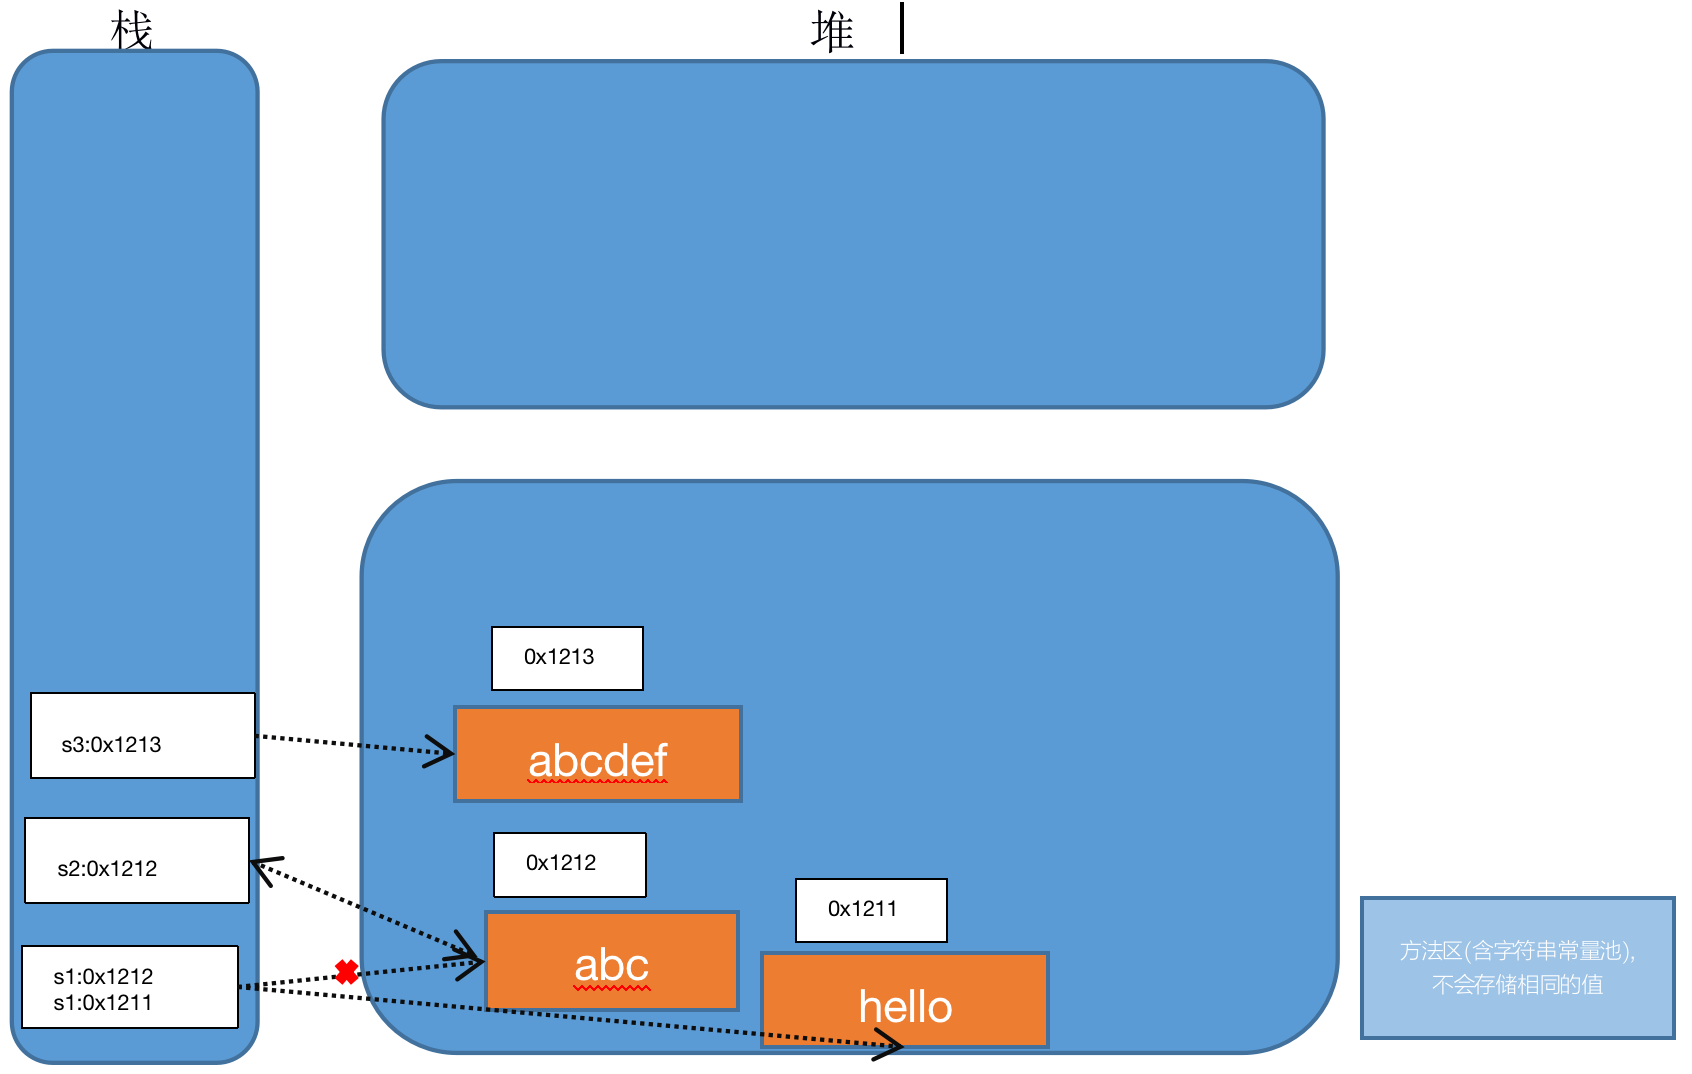 栈
堆
0x1213
s3:0x1213
abcdef
s2:0x1212
0x1212
0x1211
s1:0x1212
s1:0x1211
abc
hello
方法区(含字符串常量池),
不会存储相同的值